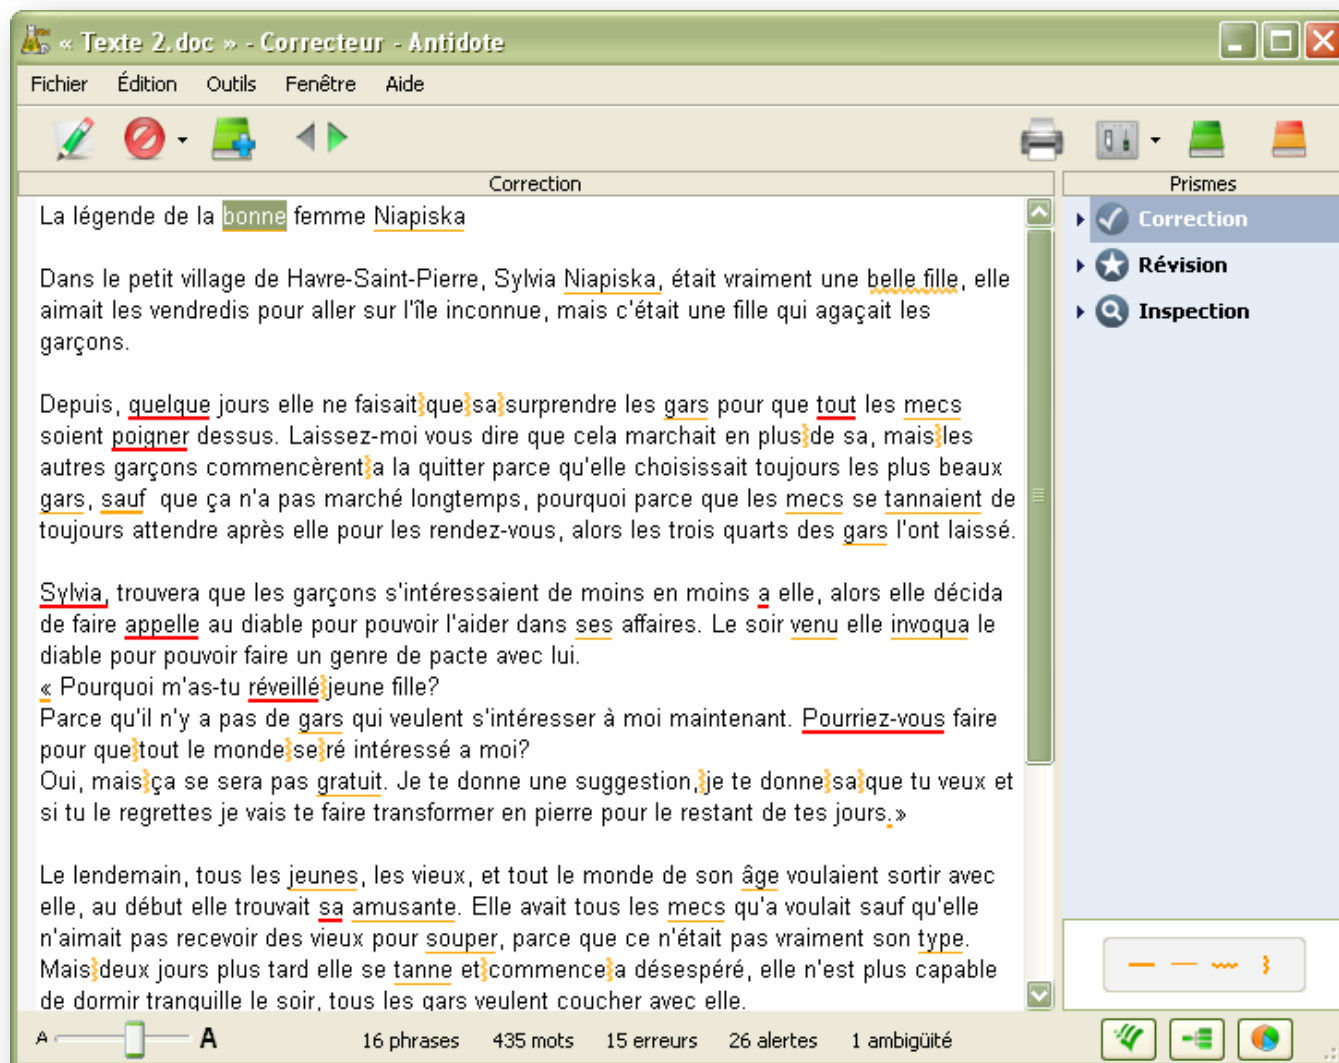 « Texte 2.doc » - Correcteur - Antidote
Fichier Édition Outils Fenêtre Aide
Correction Prismes
La légende de la bonne femme Niapiska
Correction
Dans le petit village de Havre-Saint-Pierre, Sylvia Niapiska, était vraiment une belle fille, elle
Révision
aimait les vendredis pour aller sur l'île inconnue, mais c'était une fille qui agaçait les
Inspection
garçons.
Depuis, quelque jours elle ne faisait que sa surprendre les gars pour que tout les mecs
soient poigner dessus. Laissez-moi vous dire que cela marchait en plus de sa, mais les
autres garçons commencèrent a la quitter parce qu'elle choisissait toujours les plus beaux
gars, sauf que ça n'a pas marché longtemps, pourquoi parce que les mecs se tannaient de
toujours attendre après elle pour les rendez-vous, alors les trois quarts des gars l'ont laissé.
Sylvia, trouvera que les garçons s'intéressaient de moins en moins a elle, alors elle décida
de faire appelle au diable pour pouvoir l'aider dans ses affaires. Le soir venu elle invoqua le
diable pour pouvoir faire un genre de pacte avec lui.
« Pourquoi m'as-tu réveillé jeune fille?
Parce qu'il n'y a pas de gars qui veulent s'intéresser à moi maintenant. Pourriez-vous faire
pour que tout le monde se ré intéressé a moi?
Oui, mais ça se sera pas gratuit. Je te donne une suggestion, je te donne sa que tu veux et
si tu le regrettes je vais te faire transformer en pierre pour le restant de tes jours.»
Le lendemain, tous les jeunes, les vieux, et tout le monde de son âge voulaient sortir avec
elle, au début elle trouvait sa amusante. Elle avait tous les mecs qu'a voulait sauf qu'elle
n'aimait pas recevoir des vieux pour souper, parce que ce n'était pas vraiment son type.
Mais deux jours plus tard elle se tanne et commence a désespéré, elle n'est plus capable
de dormir tranquille le soir, tous les gars veulent coucher avec elle.
A A 16 phrases 435 mots 15 erreurs 26 alertes 1 ambigüité